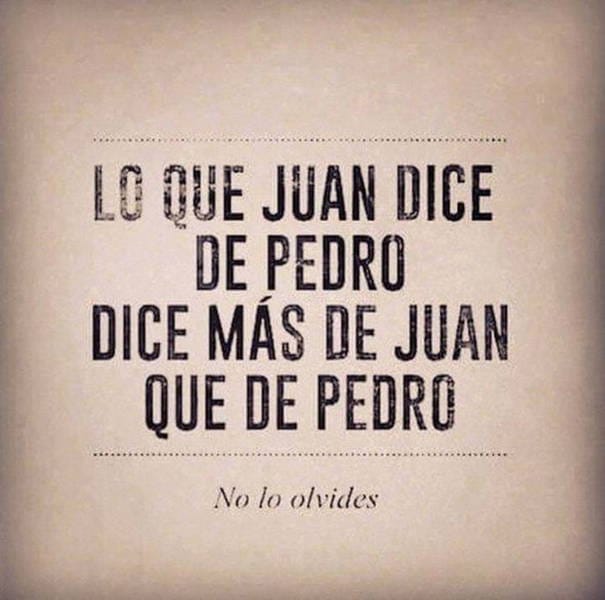 LO QUE JUAN DICE
DE PEDRO
DICE MÁS DE JUAN
QUE DE PEDRO
No lo olvides